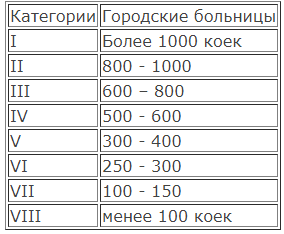 Категории Городские больницы
I Более 1000 коек
II 800 - 1000
III 600 – 800
IV 500 - 600
V 300 - 400
VI 250 - 300
VII 100 - 150
VIII менее 100 коек